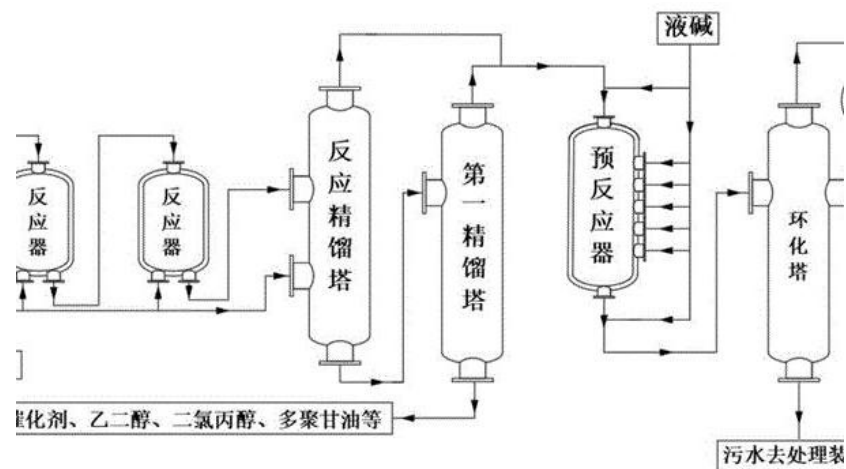 液碱
反应器
反应器
反应精馏塔
第一精馏塔
预反应器
环化塔
催化剂、乙二醇、二氯丙醇、多聚甘油等
污水去处理装